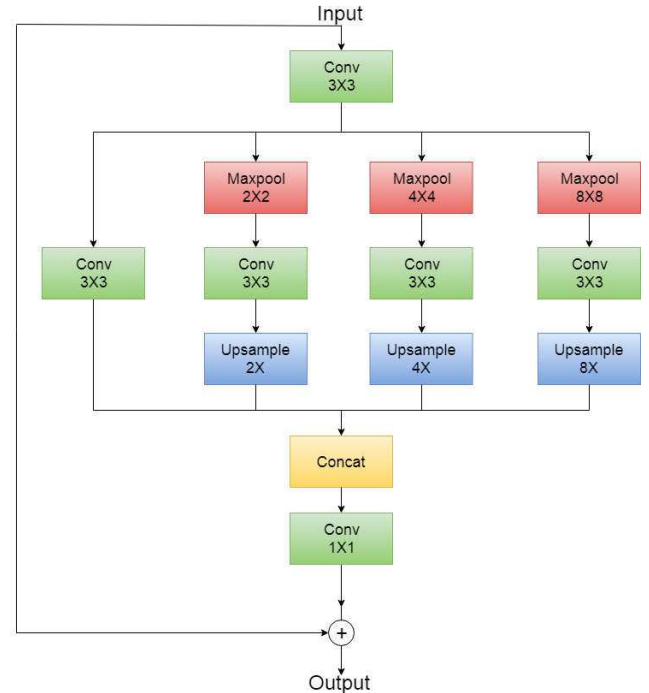 Input
Conv
3X3
Maxpool
2X2
Maxpool
4X4
Maxpool
8X8
Conv
3X3
Conv
3X3
Conv
3X3
Conv
3X3
Upsample
2X
Upsample
4X
Upsample
8X
Concat
Conv
1X1
+
Output